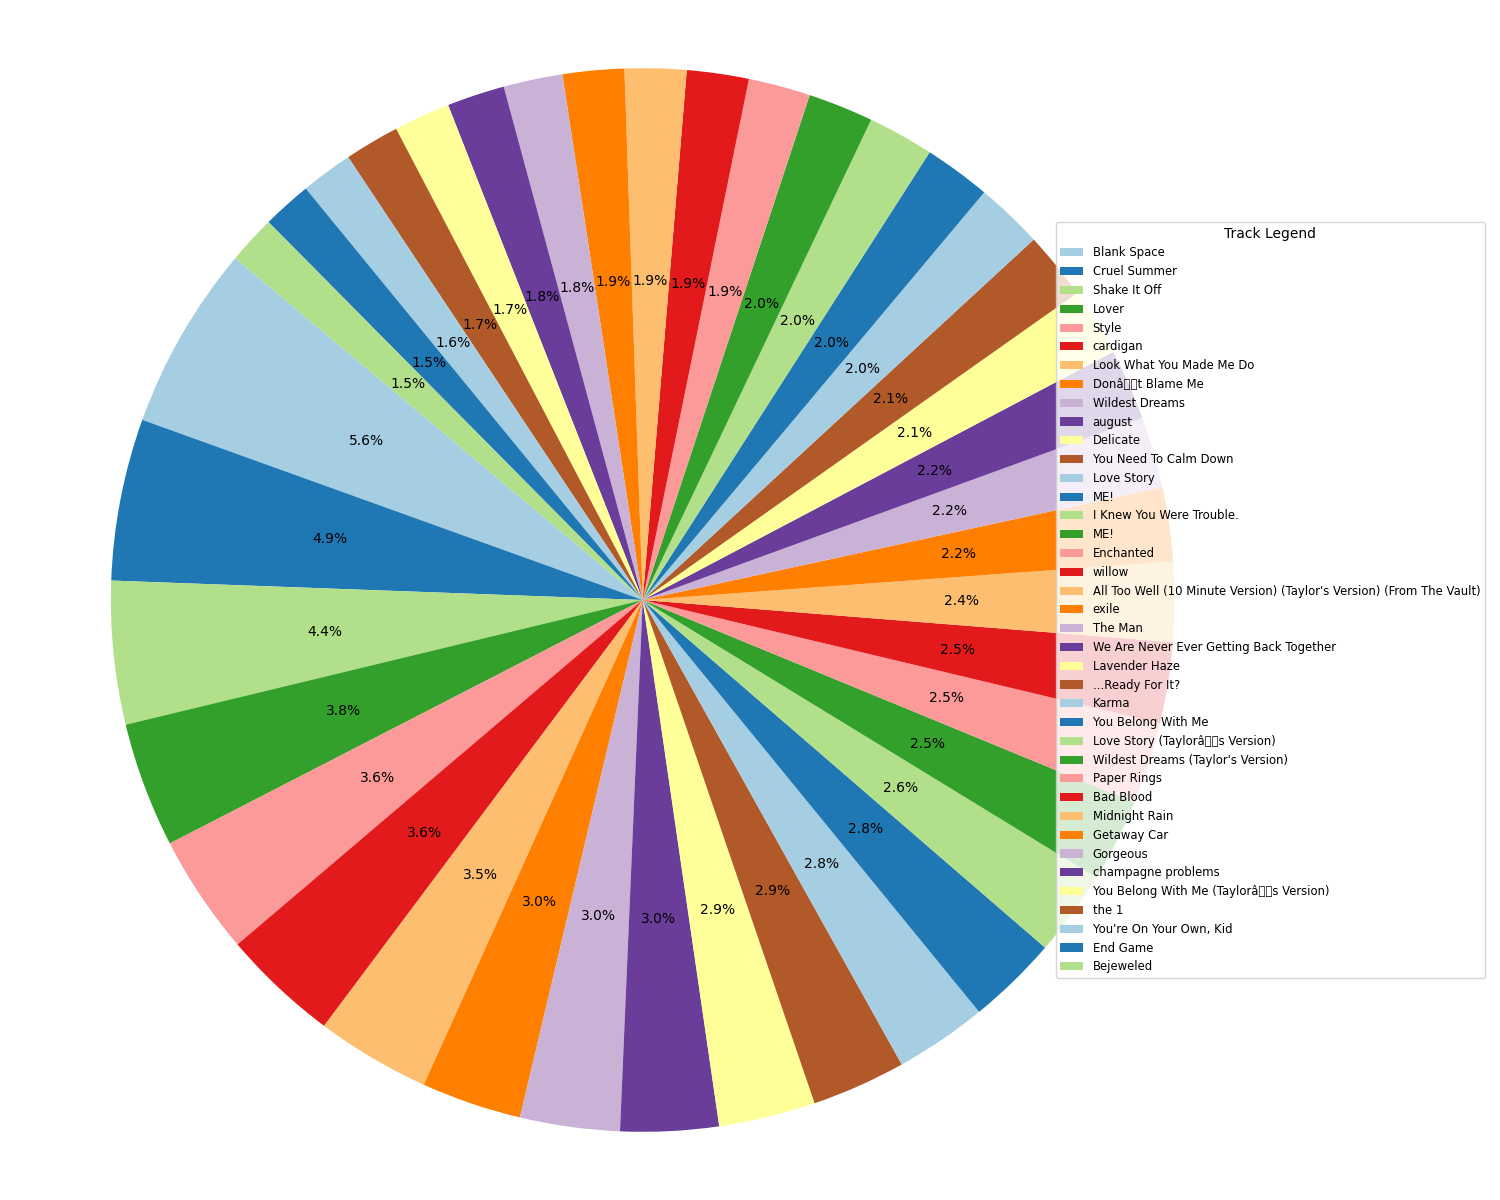 1.9%
1.9%
1.9%
1.9%
1.8%
1.8%
1.7%
1.7%
1.6%
1.5%
1.5%
5.6%
4.9%
4.4%
3.8%
3.6%
3.6%
3.5%
3.0%
3.0%
3.0%
2.9%
2.9%
2.8%
2.8%
2.6%
2.5%
2.5%
2.5%
2.4%
2.2%
2.2%
2.2%
2.1%
2.1%
2.0%
2.0%
2.0%
2.0%
Track Legend
Blank Space
Cruel Summer
Shake It Off
Lover
Style
cardigan
Look What You Made Me Do
Donât Blame Me
Wildest Dreams
august
Delicate
You Need To Calm Down
Love Story
ME!
I Knew You Were Trouble.
ME!
Enchanted
willow
All Too Well (10 Minute Version) (Taylor's Version) (From The Vault)
exile
The Man
We Are Never Ever Getting Back Together
Lavender Haze
...Ready For It?
Karma
You Belong With Me
Love Story (Taylorâs Version)
Wildest Dreams (Taylor's Version)
Paper Rings
Bad Blood
Midnight Rain
Getaway Car
Gorgeous
champagne problems
You Belong With Me (Taylorâs Version)
the 1
You're On Your Own, Kid
End Game
Bejeweled